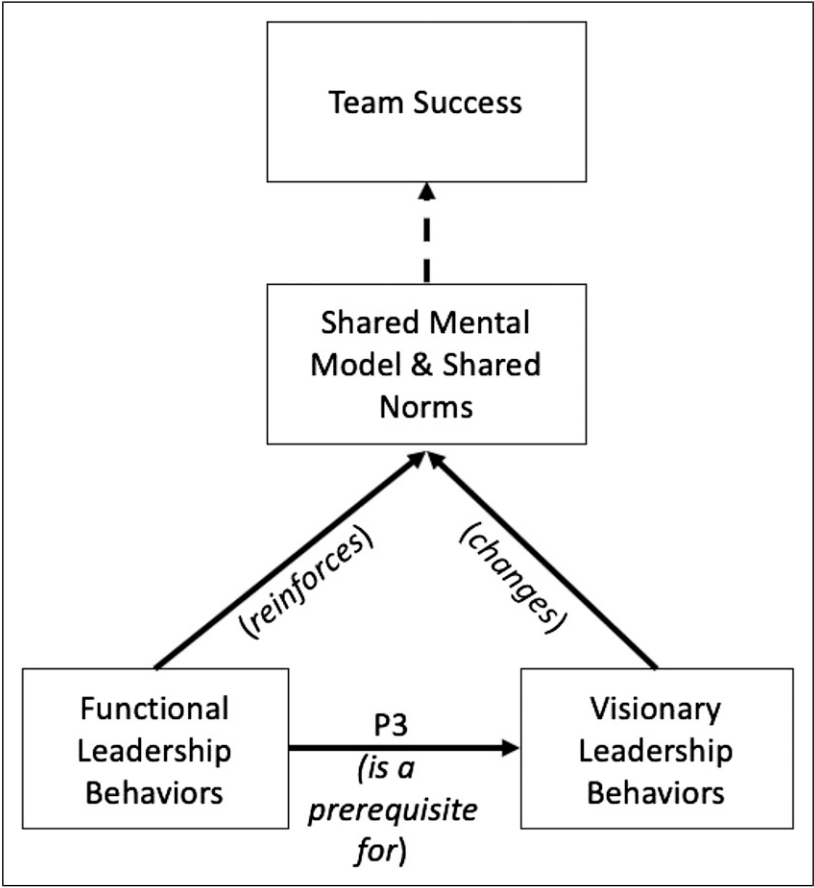 Team Success
Shared Mental
Model & Shared
Norms
(reinforces)
(changes)
Functional
Leadership
Behaviors
P3
(is a
prerequisite
for)
Visionary
Leadership
Behaviors